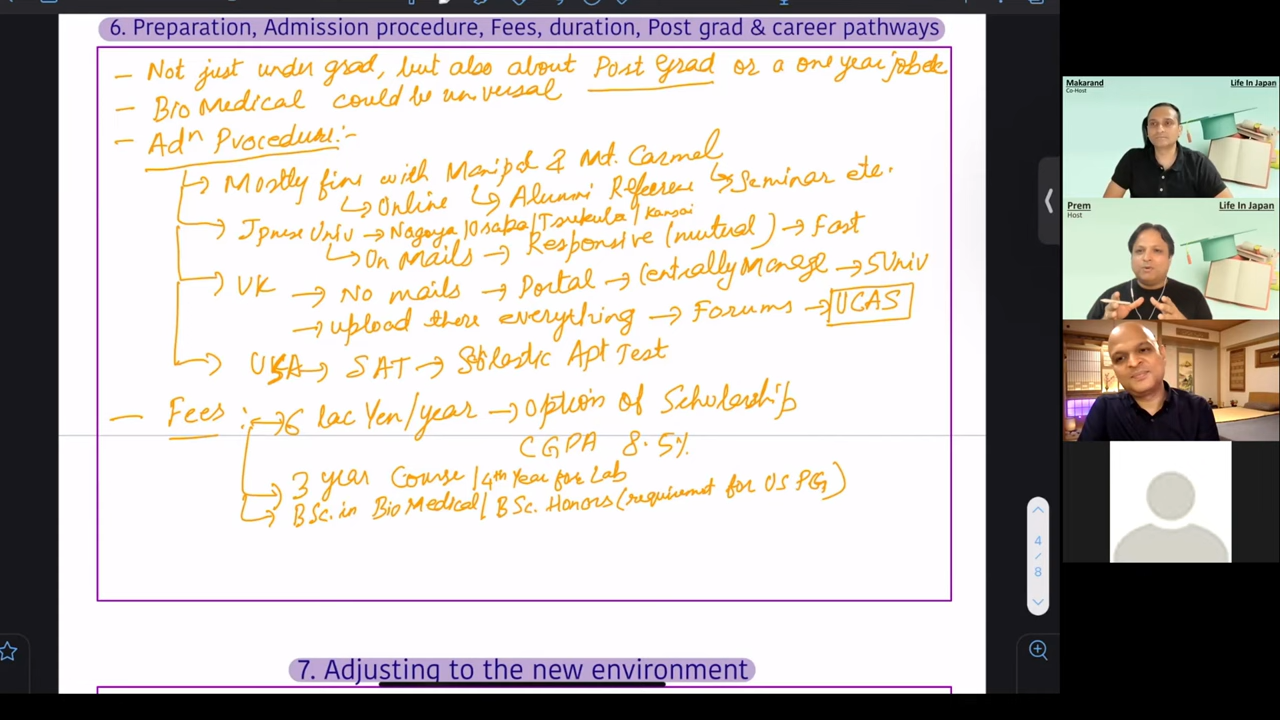 6. Preparation, Admission procedure, Fees, duration, Post grad & career pathways
– Not just under grad, but also about Post Grad or a one year job etc
– Bio Medical could be universal
– Adⁿ Procedure:-
→ Mostly fine with Manipal & Mt. Carmel
↳ Online ↳ Alumni Reference ↳ Seminar etc.
→ Jpnese Univ → Nagoya / Osaka / Tsukuba / Kansai
↳ On Mails → Responsive (mutual) → Fast
→ UK → No mails → Portal → Centrally Manage → 5 Univ
→ upload there everything → Forums → UCAS
→ USA → SAT → Apt Test
– Fees :→ 6 Lac Yen/year → Option of Scholarship
CGPA 8.5%
→ 3 year Course / 4th Year for Lab
→ BSc. in Bio Medical / BSc. Honors (requirement for US PG)
7. Adjusting to the new environment
4
/
8
Makarand
Co-Host
Life In Japan
Prem
Host
Life In Japan